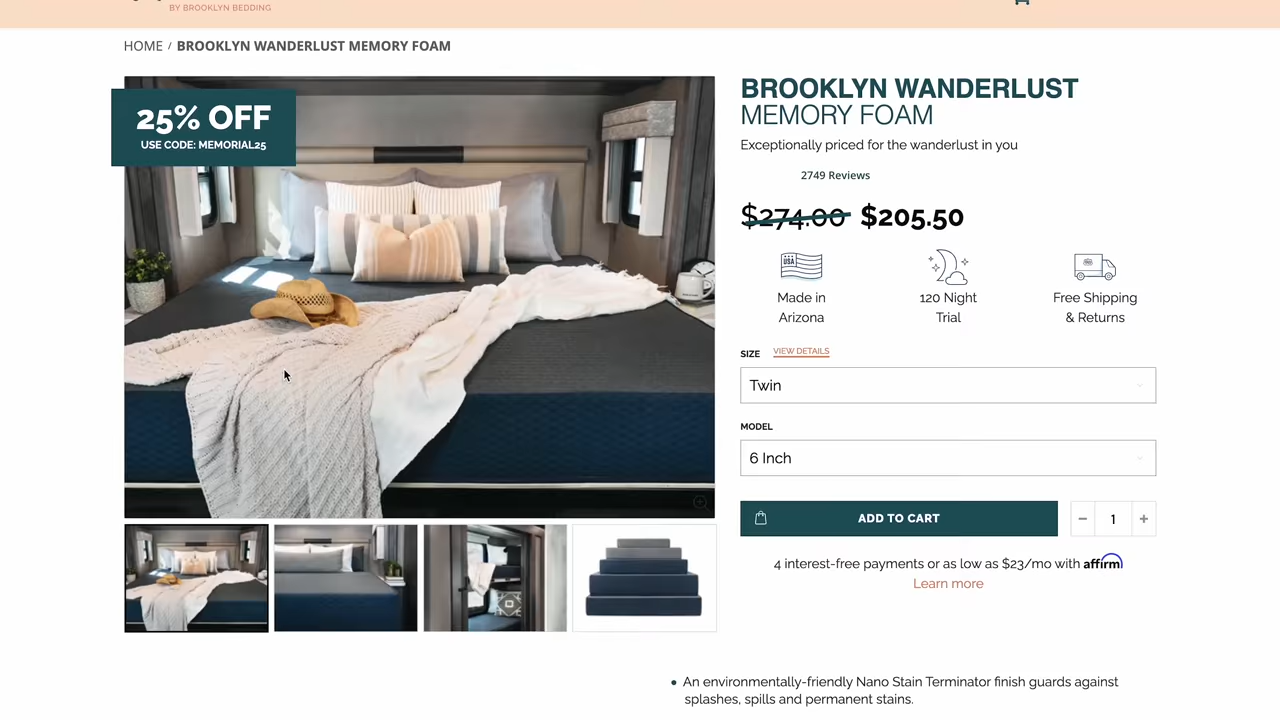 BY BROOKLYN BEDDING
HOME / BROOKLYN WANDERLUST MEMORY FOAM
25% OFF
USE CODE: MEMORIAL25
BROOKLYN WANDERLUST
MEMORY FOAM
Exceptionally priced for the wanderlust in you
2749 Reviews
$274.00 $205.50
USA
Made in
Arizona
120 Night
Trial
Free Shipping
& Returns
SIZE VIEW DETAILS
Twin
MODEL
6 Inch
ADD TO CART
− 1 +
4 interest-free payments or as low as $23/mo with affirm
Learn more
• An environmentally-friendly Nano Stain Terminator finish guards against
splashes, spills and permanent stains.